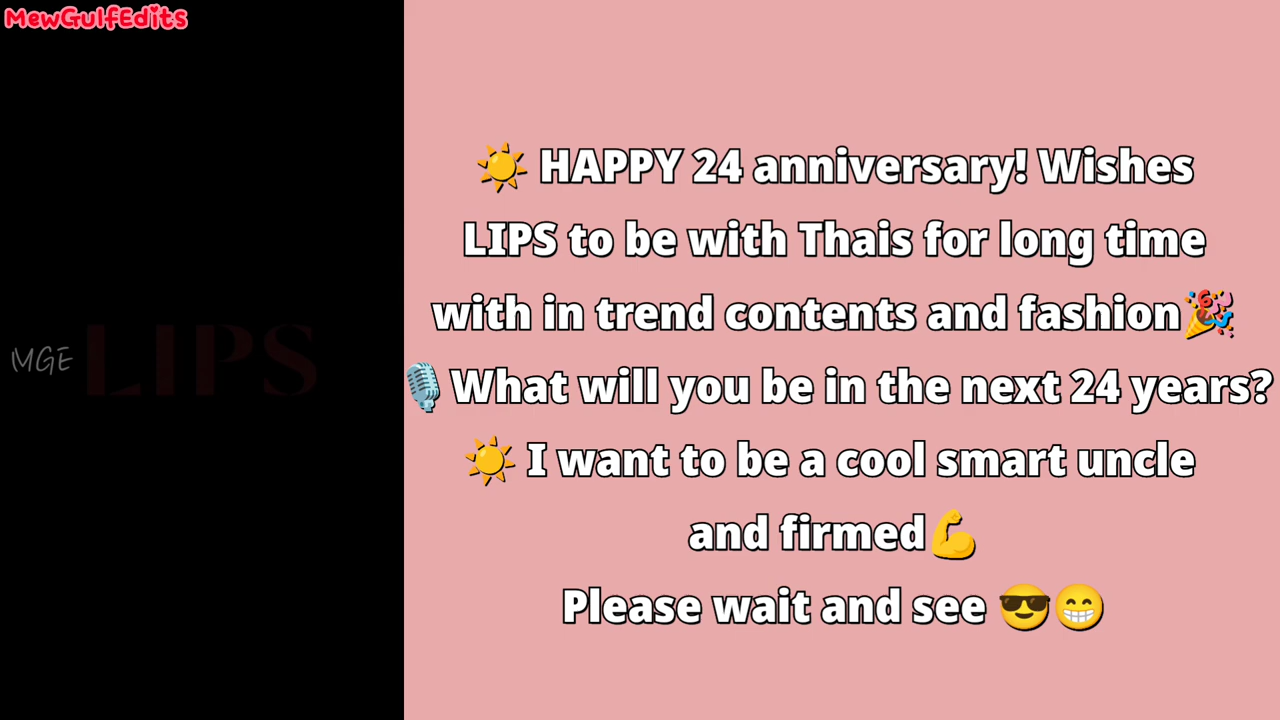 MewGulfEdits
MGE LIPS
☀️ HAPPY 24 anniversary! Wishes
LIPS to be with Thais for long time
with in trend contents and fashion🎉
🎙️What will you be in the next 24 years?
☀️ I want to be a cool smart uncle
and firmed💪
Please wait and see 😎😁